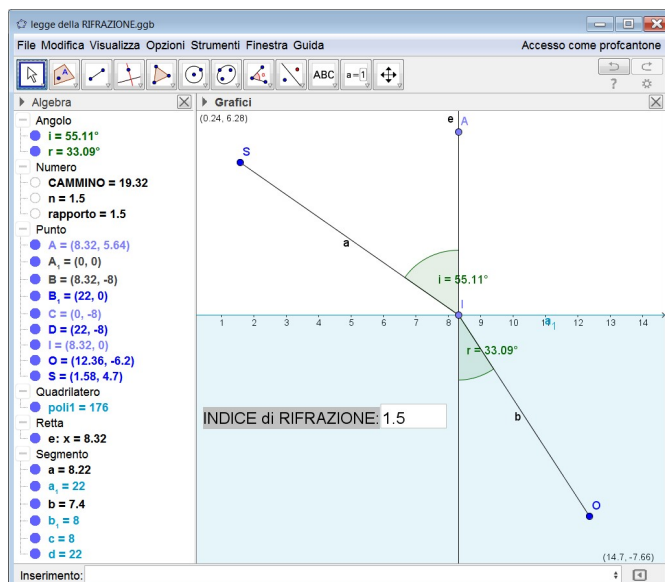 legge della RIFRAZIONE.ggb
File Modifica Visualizza Opzioni Strumenti Finestra Guida Accesso come profcantone
ABC a=1
?
Algebra
Angolo
i = 55.11°
r = 33.09°
Numero
CAMMINO = 19.32
n = 1.5
rapporto = 1.5
Punto
A = (8.32, 5.64)
A₁ = (0, 0)
B = (8.32, -8)
B₁ = (22, 0)
C = (0, -8)
D = (22, -8)
I = (8.32, 0)
O = (12.36, -6.2)
S = (1.58, 4.7)
Quadrilatero
poli1 = 176
Retta
e: x = 8.32
Segmento
a = 8.22
a₁ = 22
b = 7.4
b₁ = 8
c = 8
d = 22
Grafici
(0.24, 6.28)
e A
S
a
i = 55.11°
I
1 2 3 4 5 6 7 8 9 10 11 12 13 14
a₁
r = 33.09°
INDICE di RIFRAZIONE: 1.5
b
O
(14.7, -7.66)
Inserimento: